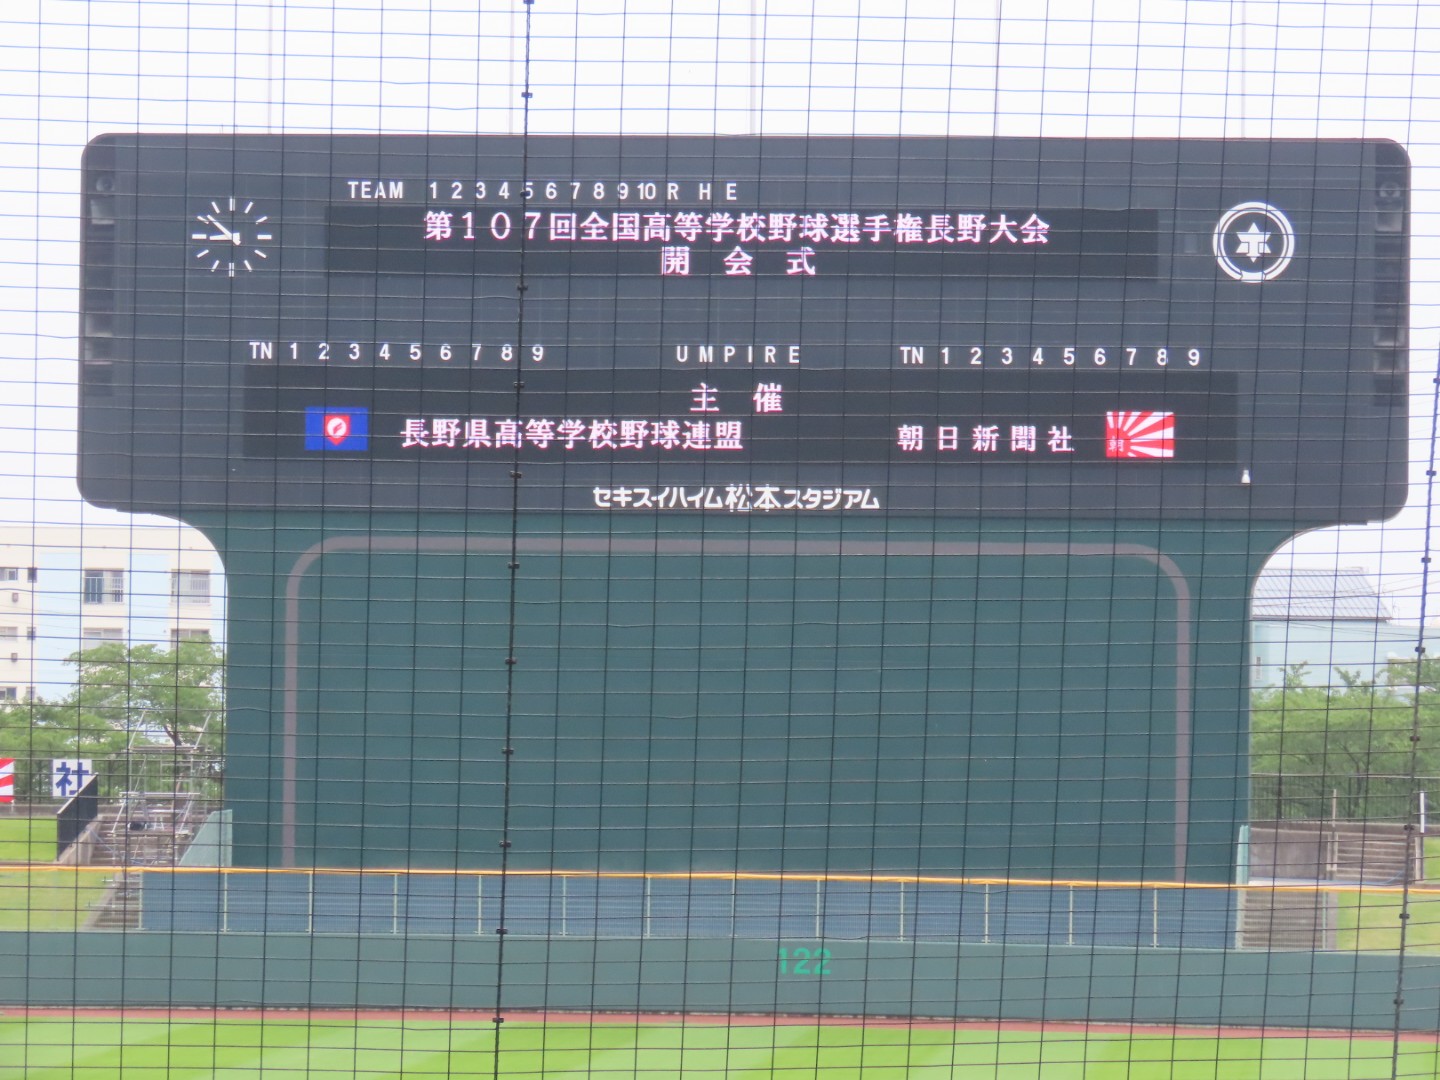 TEAM 1 2 3 4 5 6 7 8 9 10 R H E
第１０７回全国高等学校野球選手権長野大会
開会式
TN 1 2 3 4 5 6 7 8 9 UMPIRE TN 1 2 3 4 5 6 7 8 9
主催
長野県高等学校野球連盟 朝日新聞社 朝
セキスイハイム松本スタジアム
社
122